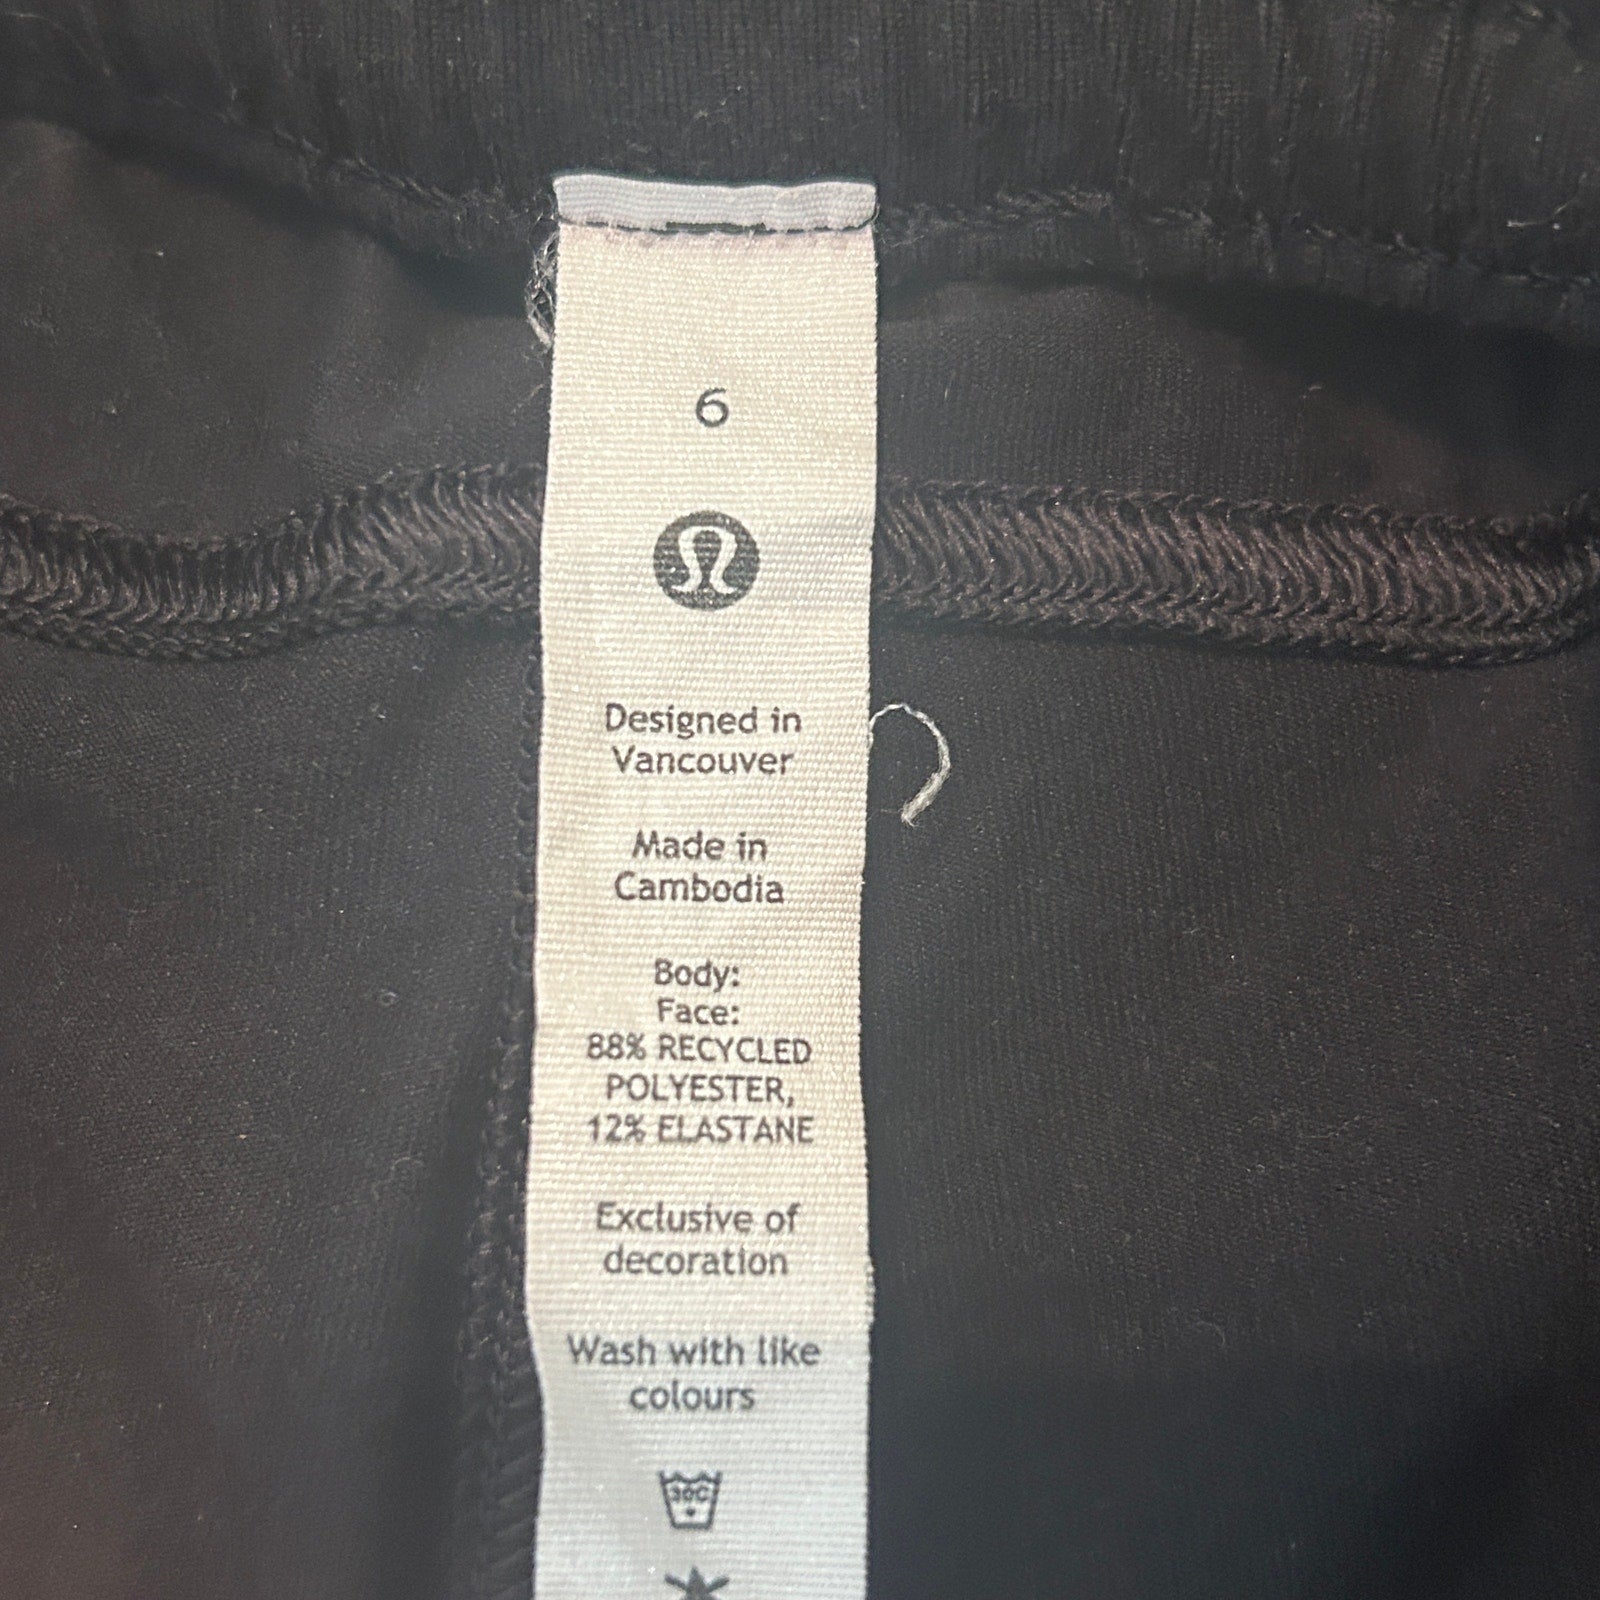 6
Designed in
Vancouver
Made in
Cambodia
Body:
Face:
88% RECYCLED
POLYESTER,
12% ELASTANE
Exclusive of
decoration
Wash with like
colours
30C